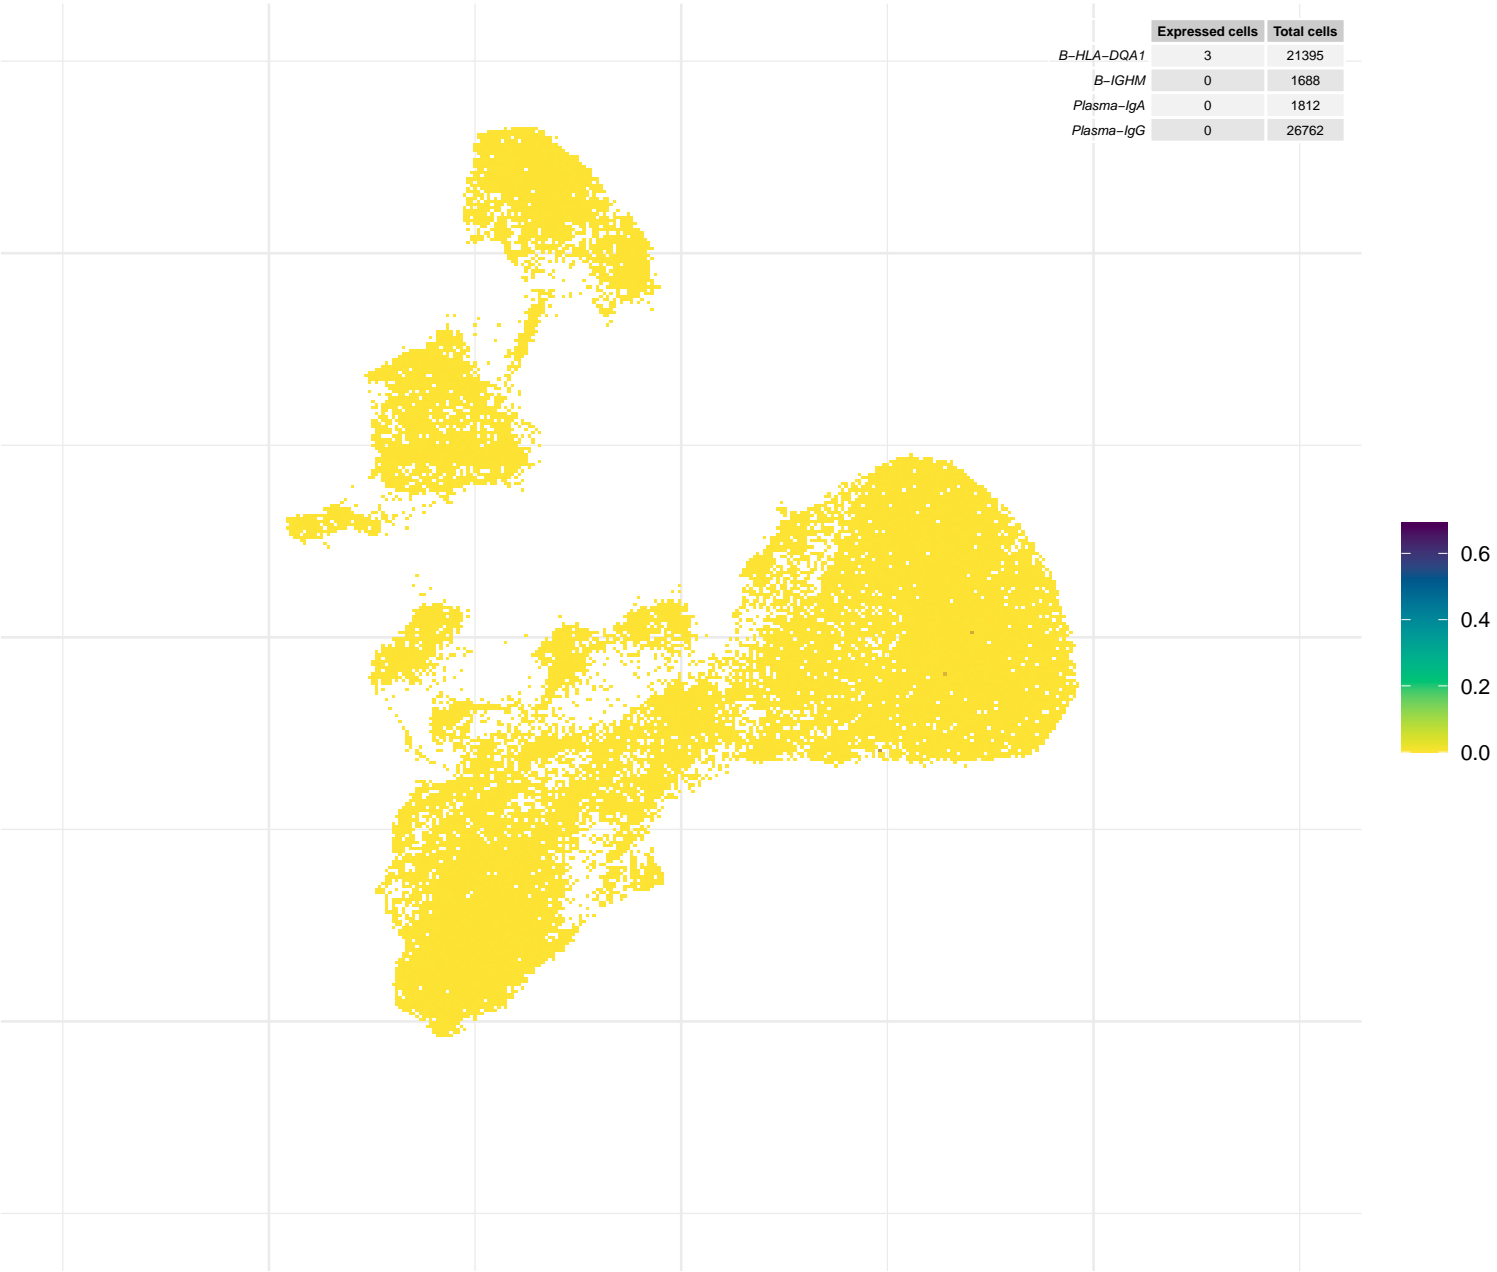 Expressed cells Total cells
B−HLA−DQA1 3 21395
B−IGHM 0 1688
Plasma−IgA 0 1812
Plasma−IgG 0 26762
0.6
0.4
0.2
0.0